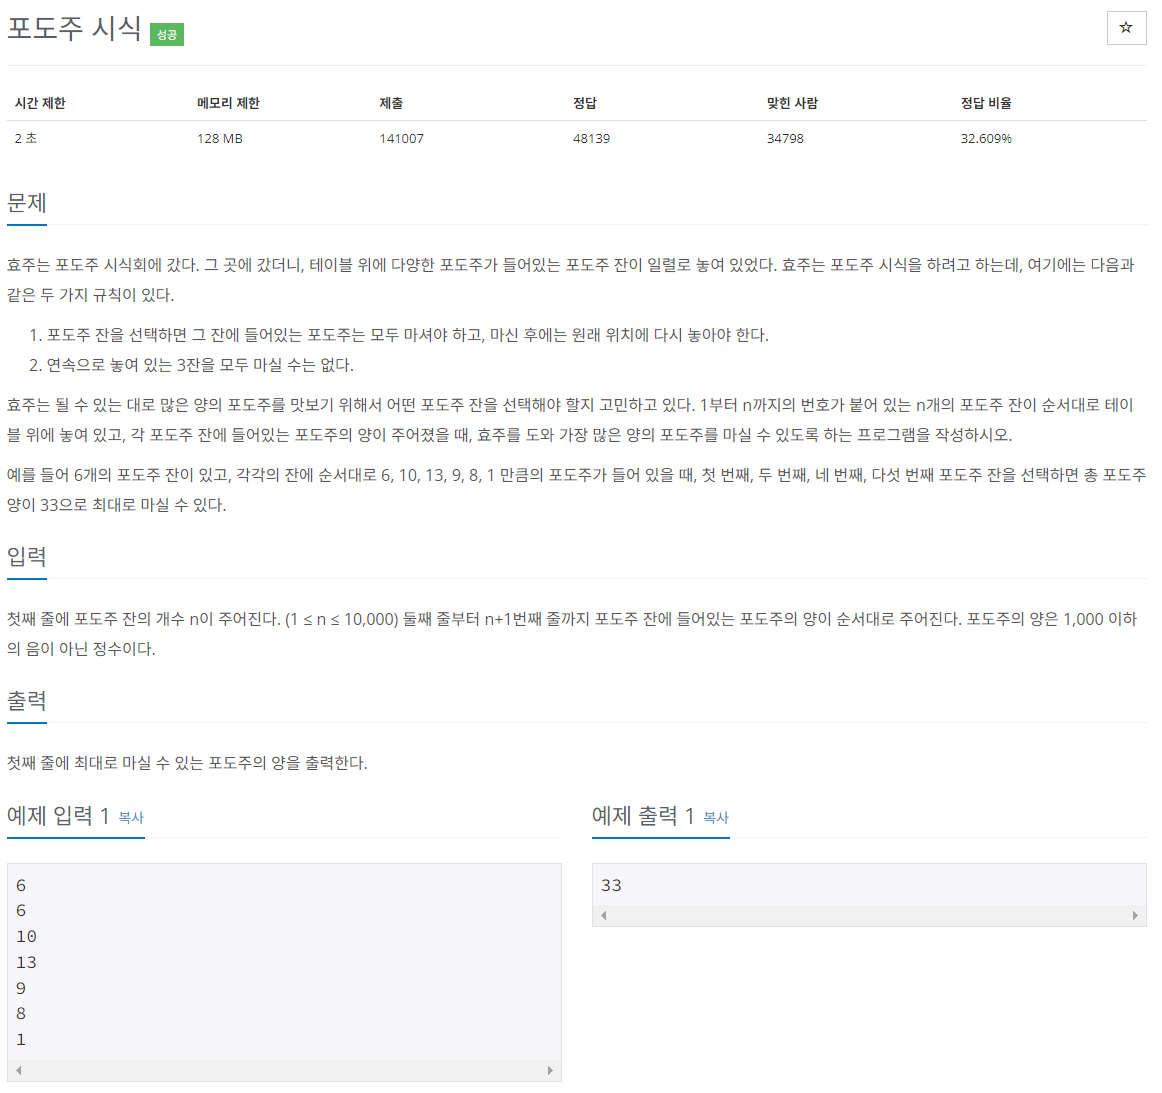 포도주 시식 성공
☆
시간 제한 메모리 제한 제출 정답 맞힌 사람 정답 비율
2 초 128 MB 141007 48139 34798 32.609%
문제
효주는 포도주 시식회에 갔다. 그 곳에 갔더니, 테이블 위에 다양한 포도주가 들어있는 포도주 잔이 일렬로 놓여 있었다. 효주는 포도주 시식을 하려고 하는데, 여기에는 다음과
같은 두 가지 규칙이 있다.
1. 포도주 잔을 선택하면 그 잔에 들어있는 포도주는 모두 마셔야 하고, 마신 후에는 원래 위치에 다시 놓아야 한다.
2. 연속으로 놓여 있는 3잔을 모두 마실 수는 없다.
효주는 될 수 있는 대로 많은 양의 포도주를 맛보기 위해서 어떤 포도주 잔을 선택해야 할지 고민하고 있다. 1부터 n까지의 번호가 붙어 있는 n개의 포도주 잔이 순서대로 테이
블 위에 놓여 있고, 각 포도주 잔에 들어있는 포도주의 양이 주어졌을 때, 효주를 도와 가장 많은 양의 포도주를 마실 수 있도록 하는 프로그램을 작성하시오.
예를 들어 6개의 포도주 잔이 있고, 각각의 잔에 순서대로 6, 10, 13, 9, 8, 1 만큼의 포도주가 들어 있을 때, 첫 번째, 두 번째, 네 번째, 다섯 번째 포도주 잔을 선택하면 총 포도주
양이 33으로 최대로 마실 수 있다.
입력
첫째 줄에 포도주 잔의 개수 n이 주어진다. (1 ≤ n ≤ 10,000) 둘째 줄부터 n+1번째 줄까지 포도주 잔에 들어있는 포도주의 양이 순서대로 주어진다. 포도주의 양은 1,000 이하
의 음이 아닌 정수이다.
출력
첫째 줄에 최대로 마실 수 있는 포도주의 양을 출력한다.
예제 입력 1 복사
6
6
10
13
9
8
1
예제 출력 1 복사
33